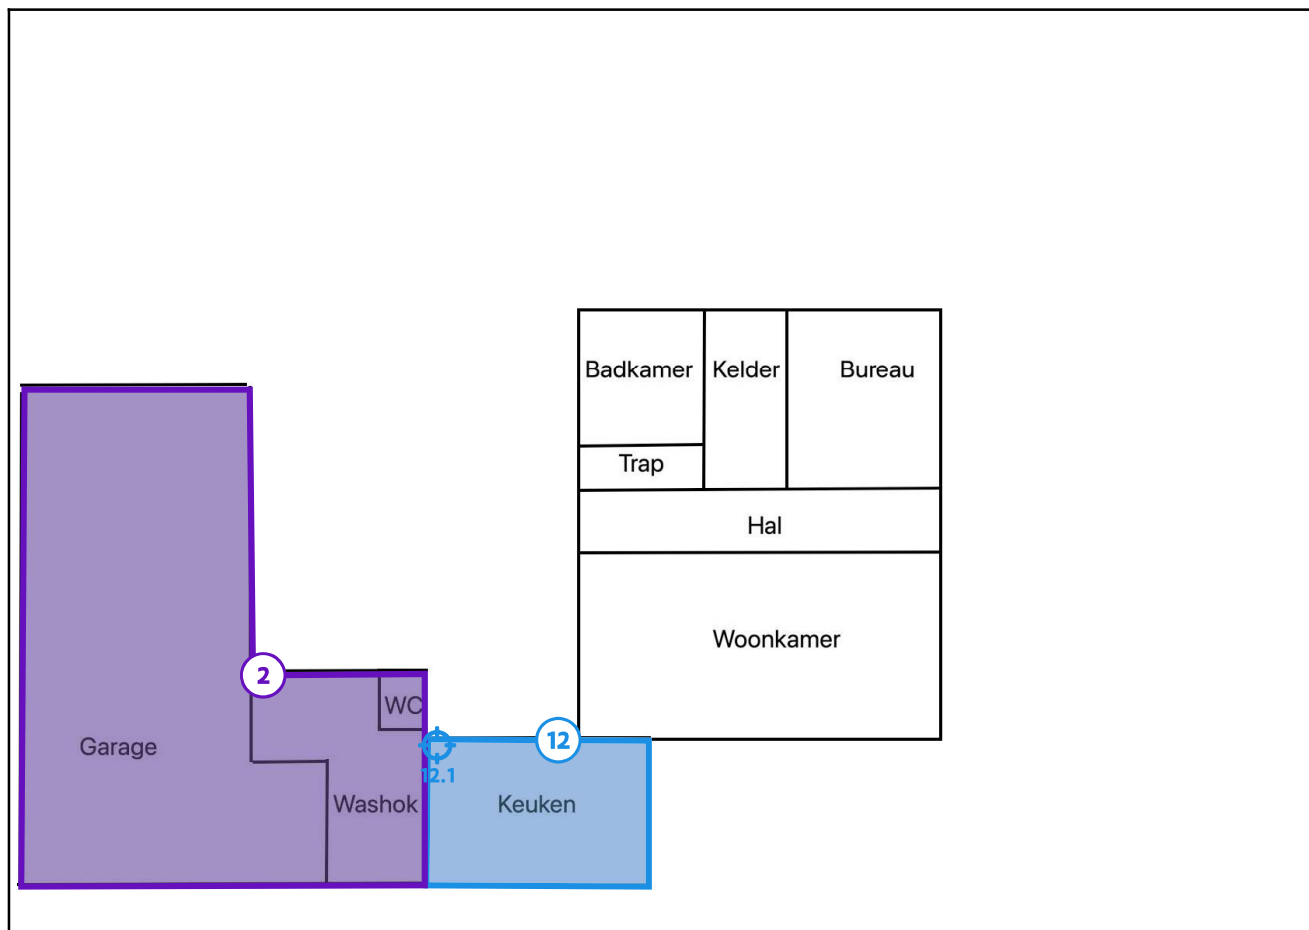 Badkamer
Kelder
Bureau
Trap
Hal
Woonkamer
2
WC
12
Garage
12.1
Washok
Keuken